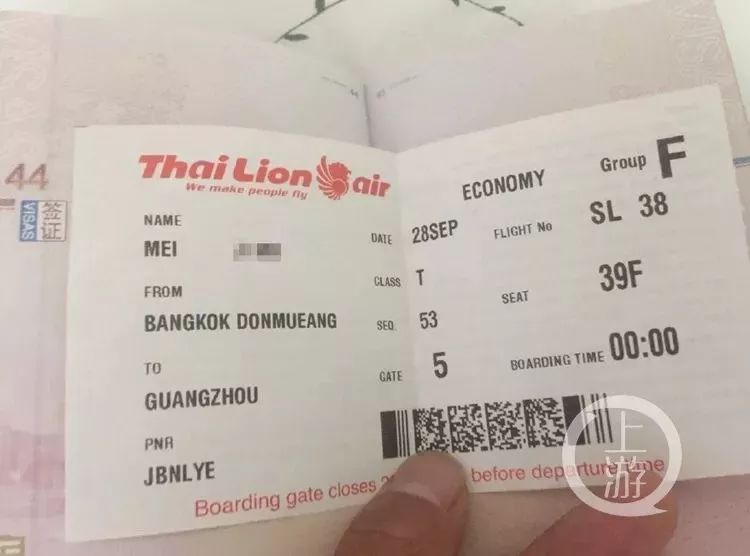 44
VISAS
签证
Thai Lion air
We make people fly
ECONOMY
Group F
NAME
MEI
DATE 28SEP
FLIGHT No SL 38
FROM
BANGKOK DONMUEANG
CLASS T
SEAT 39F
SEQ. 53
TO
GUANGZHOU
GATE 5
BOARDING TIME 00:00
PNR
JBNLYE
Boarding gate closes
before departure time
上游